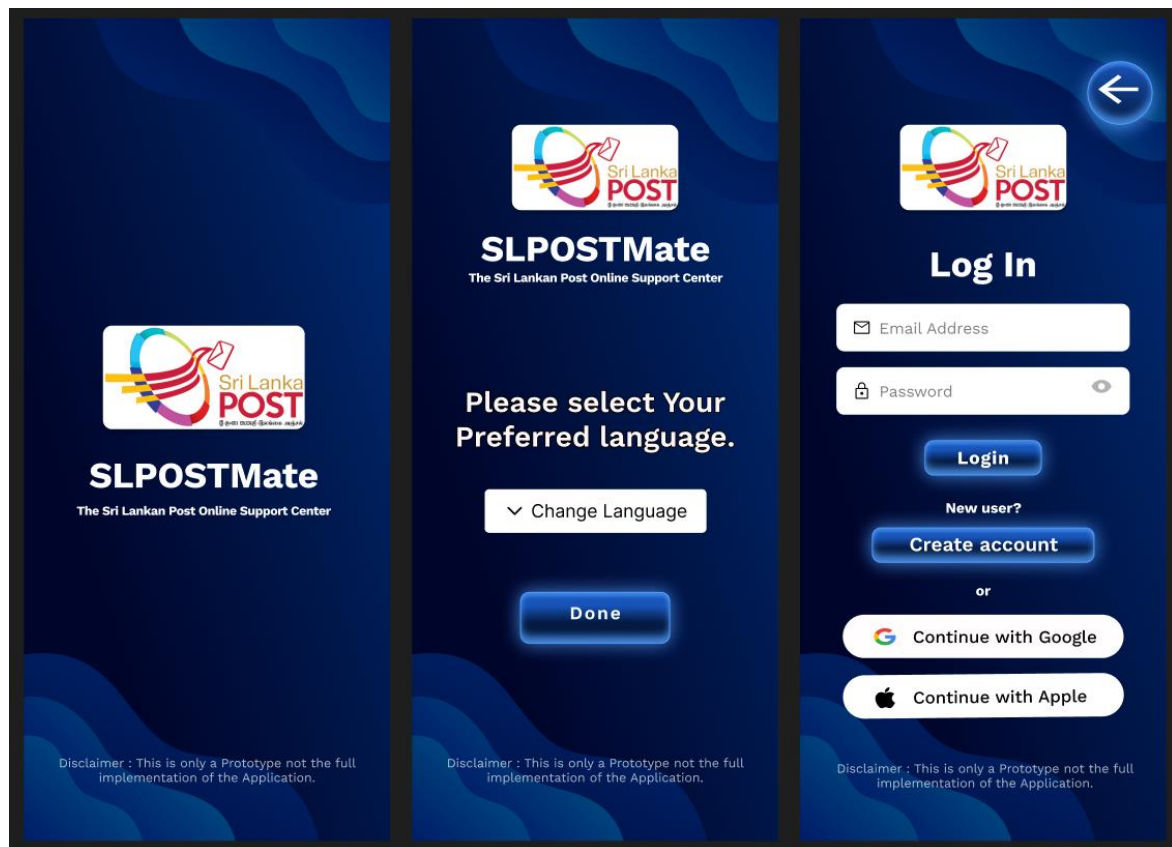 Sri Lanka
POST
SLPOSTMate
The Sri Lankan Post Online Support Center
Disclaimer : This is only a Prototype not the full
implementation of the Application.
Sri Lanka
POST
SLPOSTMate
The Sri Lankan Post Online Support Center
Please select Your
Preferred language.
Change Language
Done
Disclaimer : This is only a Prototype not the full
implementation of the Application.
Sri Lanka
POST
Log In
Email Address
Password
Login
New user?
Create account
or
Continue with Google
Continue with Apple
Disclaimer : This is only a Prototype not the full
implementation of the Application.